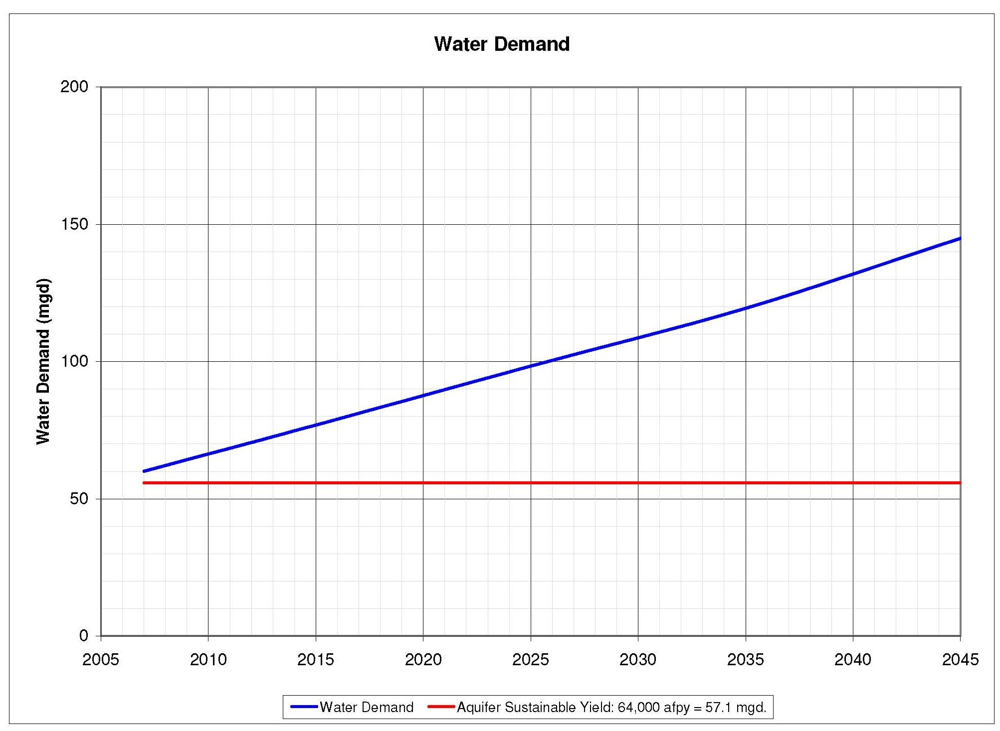 Water Demand
200
150
100
50
0
Water Demand (mgd)
2005 2010 2015 2020 2025 2030 2035 2040 2045
Water Demand Aquifer Sustainable Yield: 64,000 afpy = 57.1 mgd.